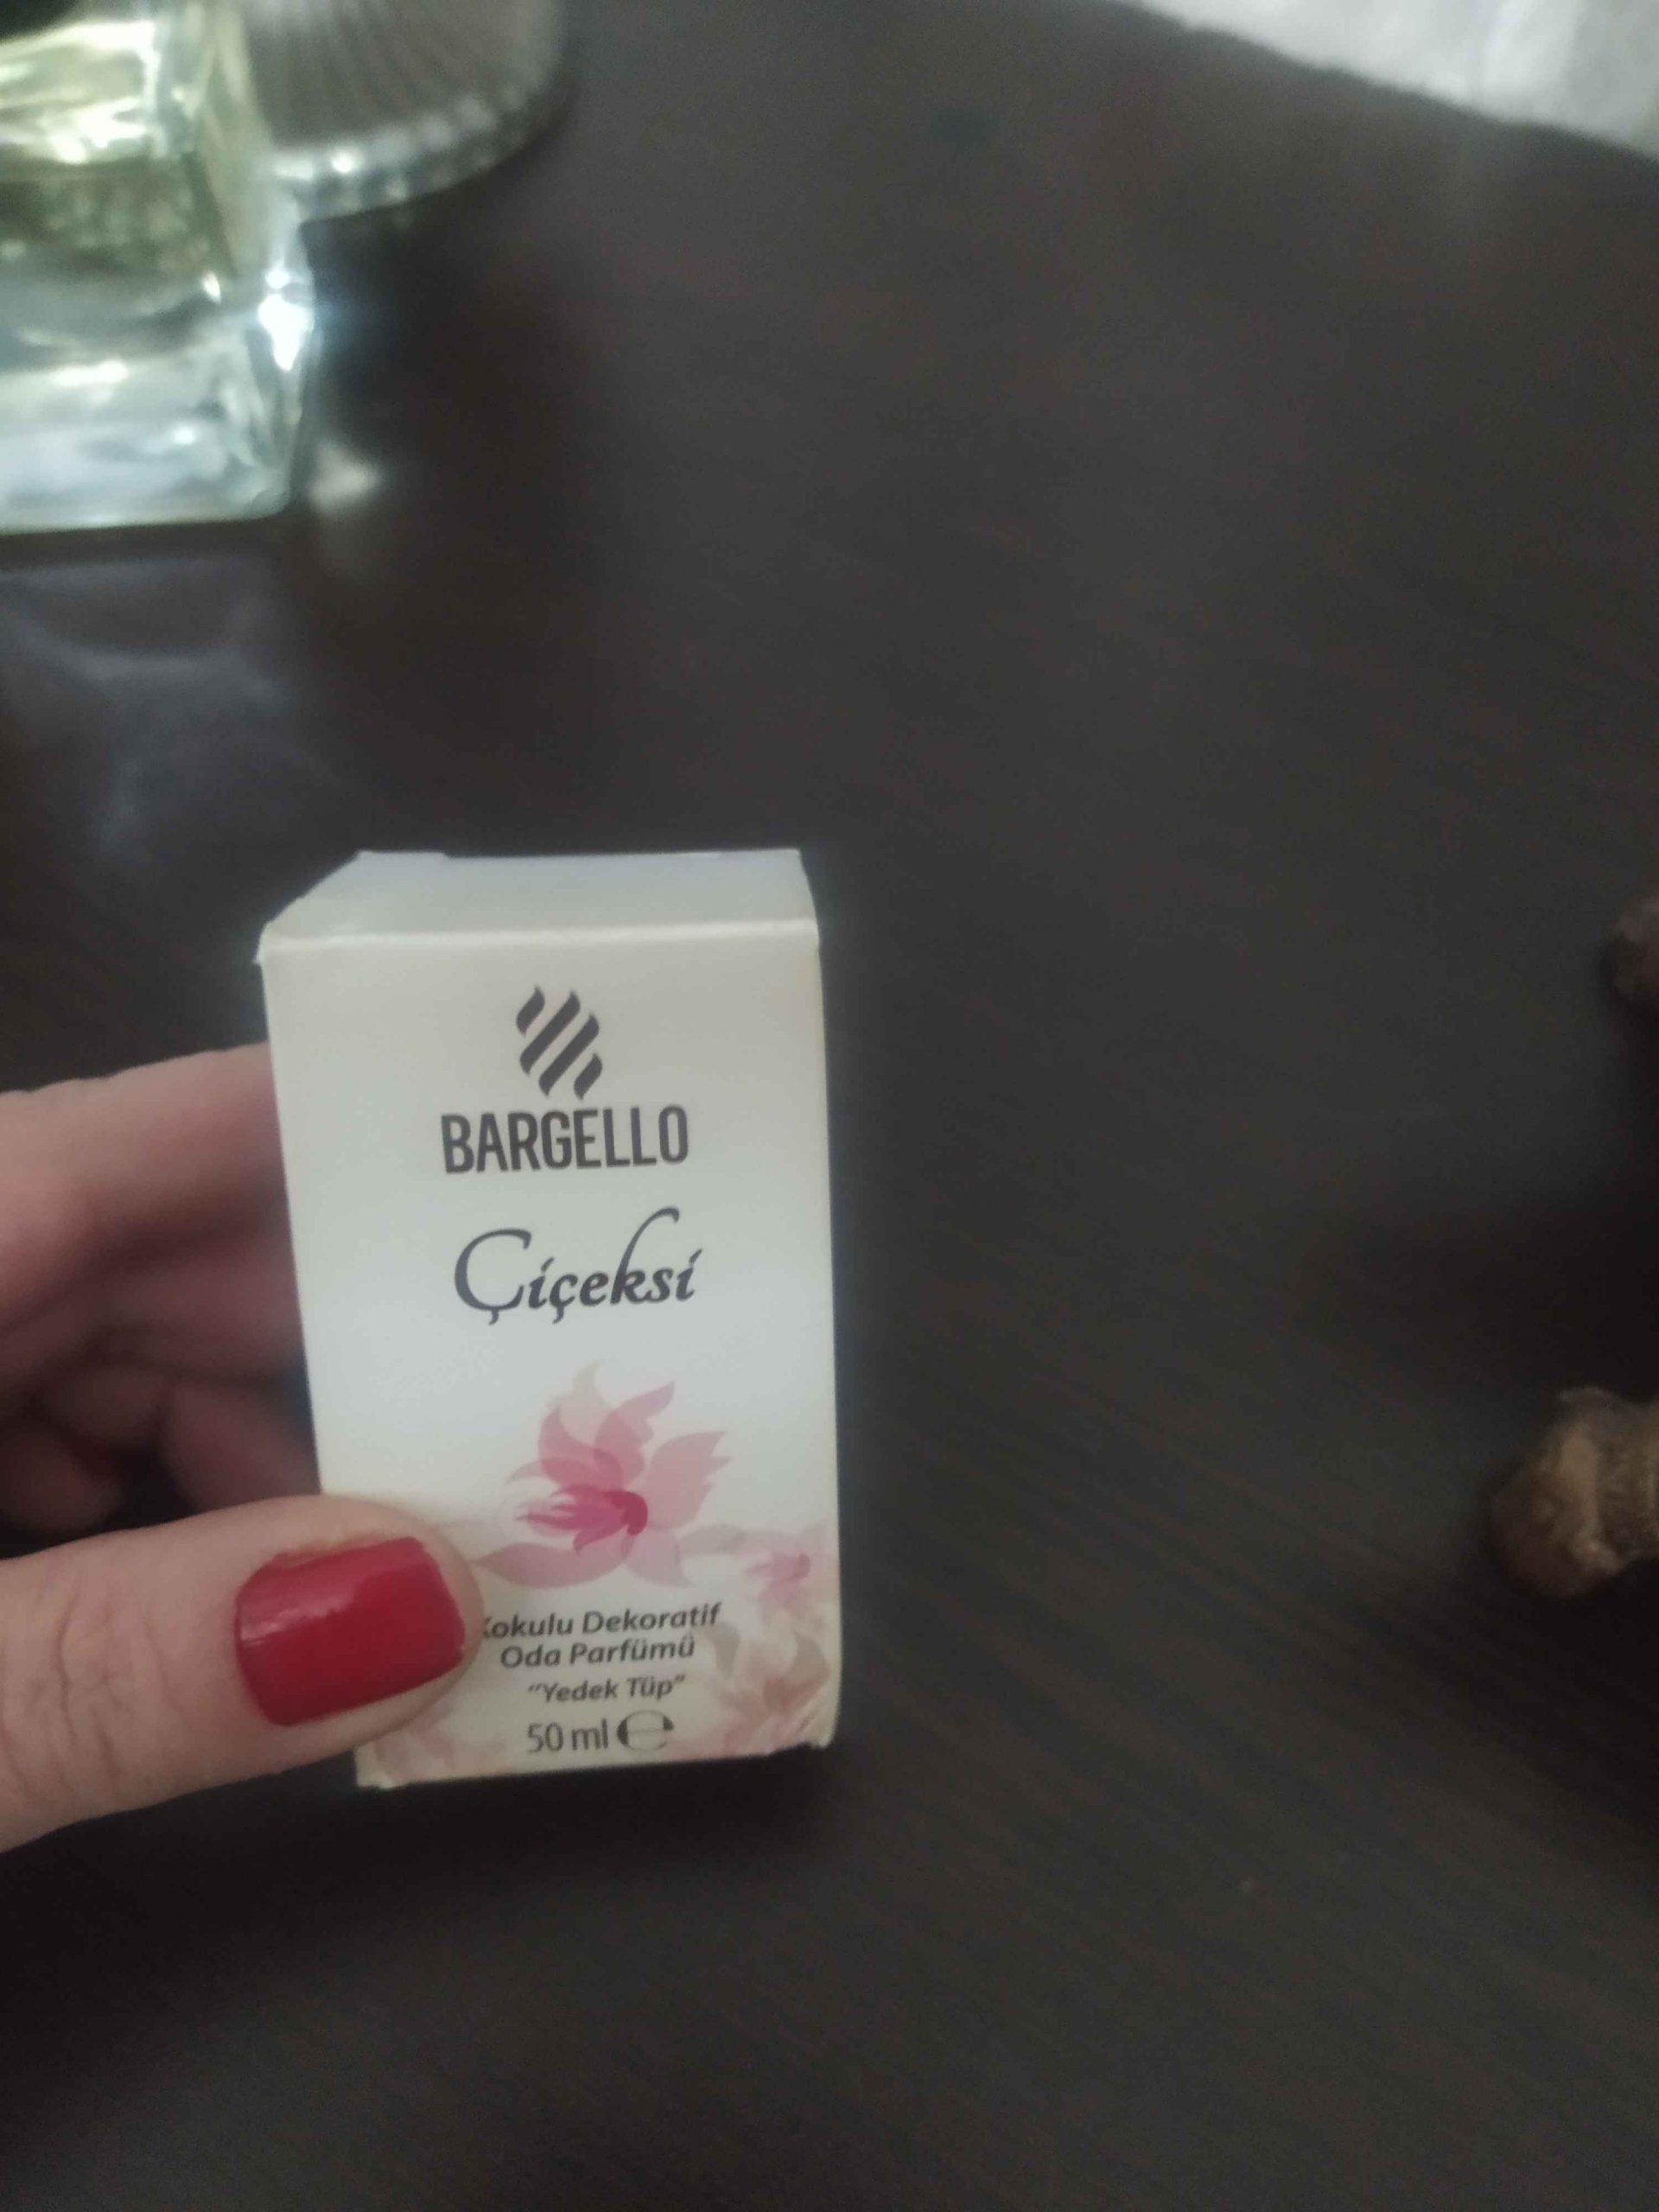 BARGELLO
Çiçeksi
Kokulu Dekoratif
Oda Parfümü
"Yedek Tüp"
50 ml ℮